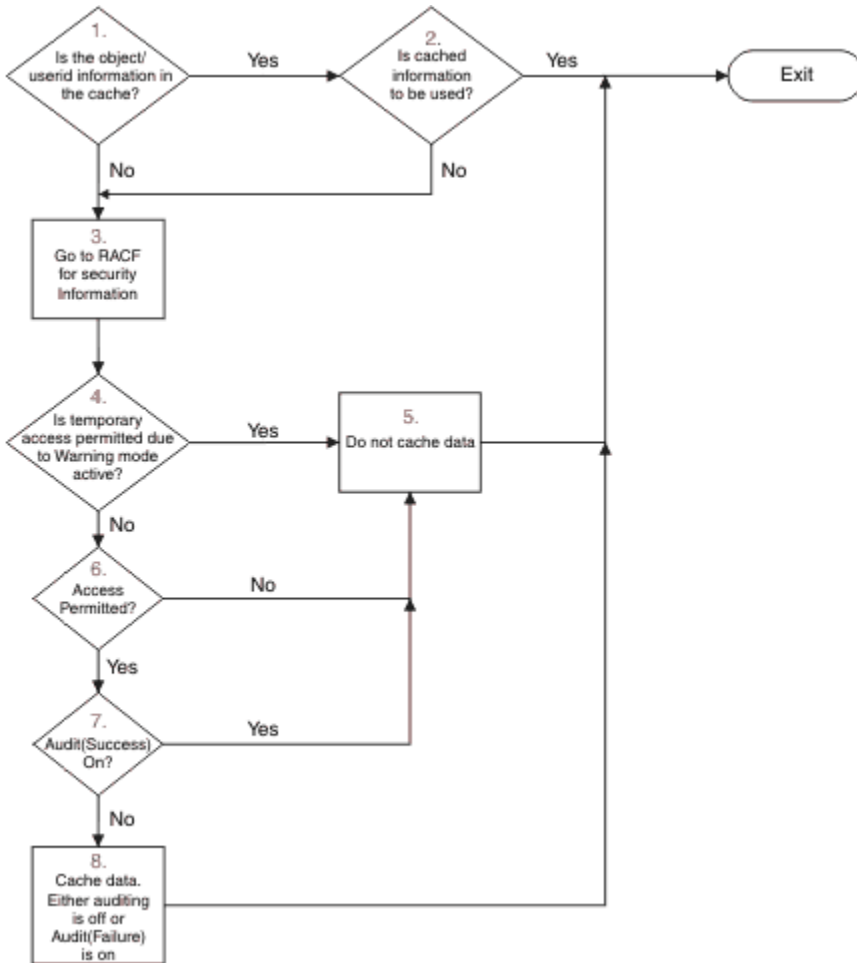 1.
Is the object/
userid information in
the cache?
Yes
2.
Is cached
information
to be used?
Yes
Exit
No
No
3.
Go to RACF
for security
Information
4.
Is temporary
access permitted due
to Warning mode
active?
Yes
5.
Do not cache data
No
6.
Access
Permitted?
No
Yes
7.
Audit(Success)
On?
Yes
No
8.
Cache data.
Either auditing
is off or
Audit(Failure)
is on